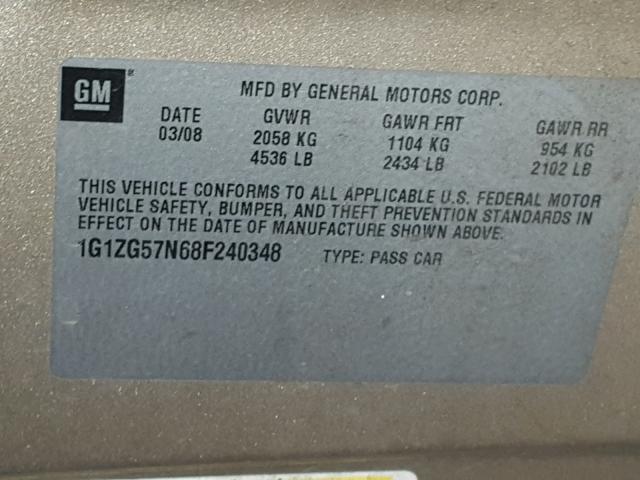 GM ®
MFD BY GENERAL MOTORS CORP.
DATE GVWR GAWR FRT GAWR RR
03/08 2058 KG 1104 KG 954 KG
4536 LB 2434 LB 2102 LB
THIS VEHICLE CONFORMS TO ALL APPLICABLE U.S. FEDERAL MOTOR
VEHICLE SAFETY, BUMPER, AND THEFT PREVENTION STANDARDS IN
EFFECT ON THE DATE OF MANUFACTURE SHOWN ABOVE.
1G1ZG57N68F240348 TYPE: PASS CAR